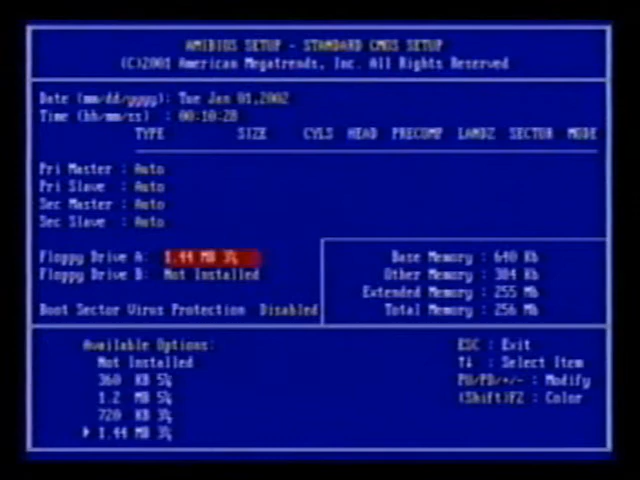 AMIBIOS SETUP - STANDARD CMOS SETUP
(C)2001 American Megatrends, Inc. All Rights Reserved
Date (mm/dd/yyyy): Tue Jan 01,2002
Time (hh/mm/ss) : 00:10:28
TYPE SIZE CYLS HEAD PRECOMP LANDZ SECTOR MODE
Pri Master : Auto
Pri Slave : Auto
Sec Master : Auto
Sec Slave : Auto
Floppy Drive A: 1.44 MB 3½
Floppy Drive B: Not Installed
Boot Sector Virus Protection Disabled
Base Memory : 640 Kb
Other Memory : 384 Kb
Extended Memory : 255 Mb
Total Memory : 256 Mb
Available Options:
Not Installed
360 KB 5¼
1.2 MB 5¼
720 KB 3½
▸ 1.44 MB 3½
ESC : Exit
↑↓ : Select Item
PU/PD/+/- : Modify
(Shift)F2 : Color